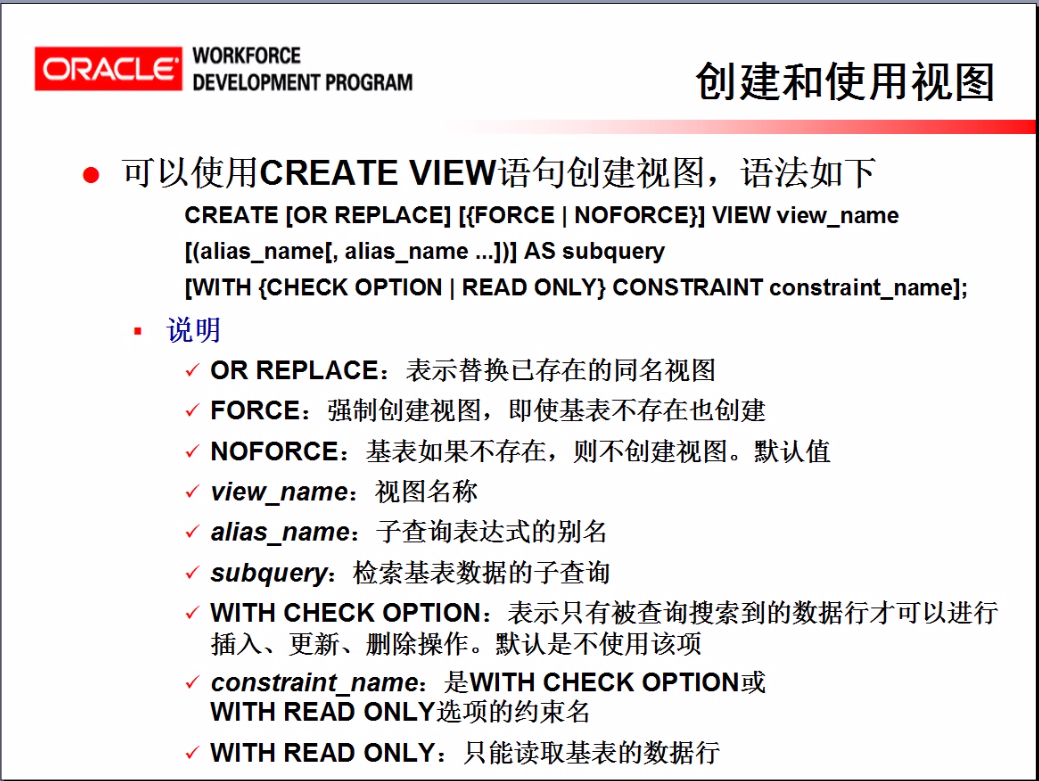 ORACLE WORKFORCE
DEVELOPMENT PROGRAM
创建和使用视图
可以使用CREATE VIEW语句创建视图，语法如下
CREATE [OR REPLACE] [{FORCE | NOFORCE}] VIEW view_name
[(alias_name[, alias_name ...])] AS subquery
[WITH {CHECK OPTION | READ ONLY} CONSTRAINT constraint_name];
说明
OR REPLACE：表示替换已存在的同名视图
FORCE：强制创建视图，即使基表不存在也创建
NOFORCE：基表如果不存在，则不创建视图。默认值
view_name：视图名称
alias_name：子查询表达式的别名
subquery：检索基表数据的子查询
WITH CHECK OPTION：表示只有被查询搜索到的数据行才可以进行
插入、更新、删除操作。默认是不使用该项
constraint_name：是WITH CHECK OPTION或
WITH READ ONLY选项的约束名
WITH READ ONLY：只能读取基表的数据行